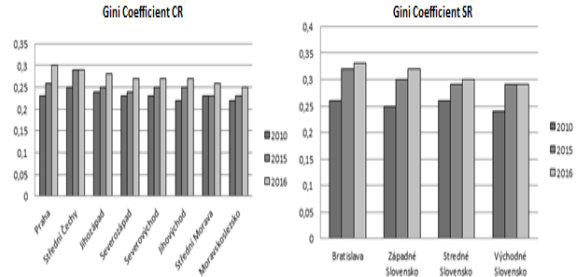 Gini Coefficient CR
0,35
0,3
0,25
0,2
0,15
0,1
0,05
0
Praha
Střední Čechy
Jihozápad
Severozápad
Severovýchod
Jihovýchod
Střední Morava
Moravskoslezsko
2010
2015
2016
Gini Coefficient SR
0,4
0,35
0,3
0,25
0,2
0,15
0,1
0,05
0
Bratislava
Západné
Slovensko
Stredné
Slovensko
Východné
Slovensko
2010
2015
2016